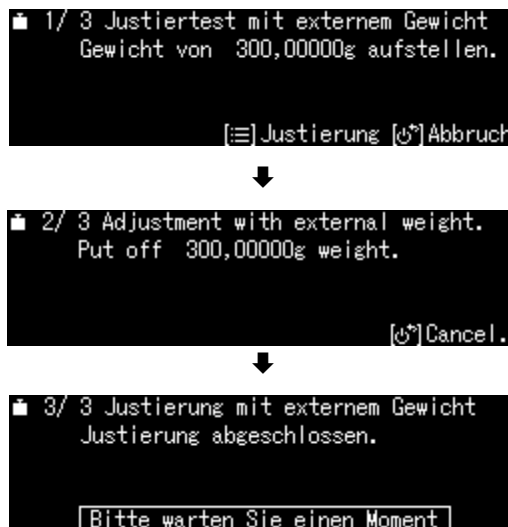 1/ 3 Justiertest mit externem Gewicht
Gewicht von 300,00000g aufstellen.
[≔] Justierung [⏻] Abbruch
2/ 3 Adjustment with external weight.
Put off 300,00000g weight.
[⏻] Cancel.
3/ 3 Justierung mit externem Gewicht
Justierung abgeschlossen.
Bitte warten Sie einen Moment